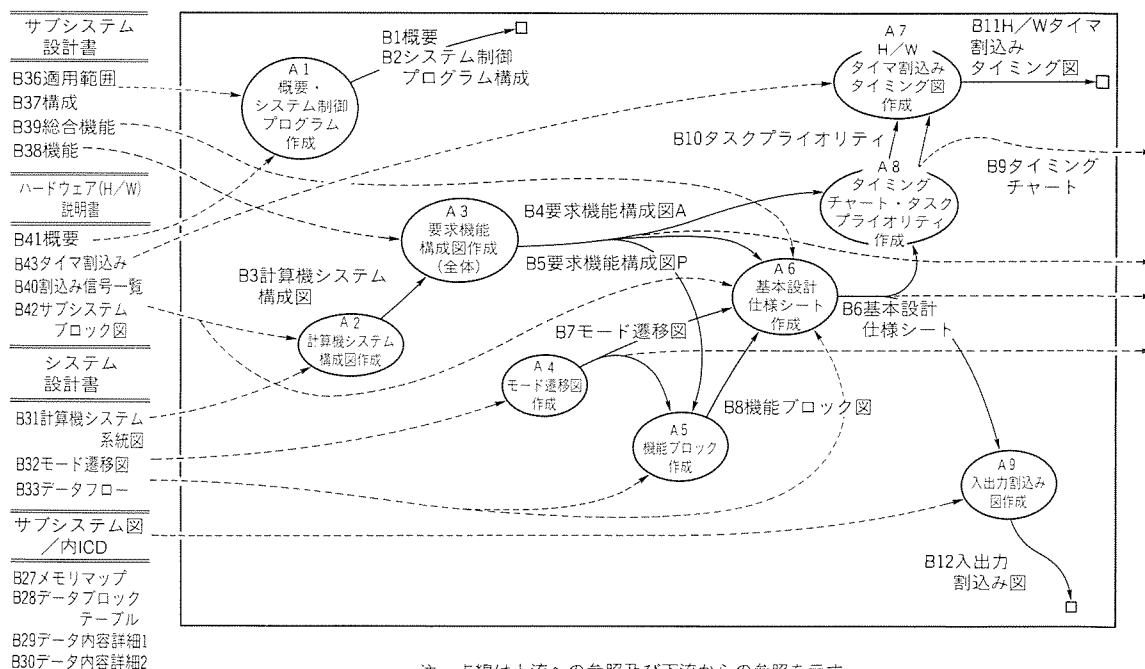 サブシステム
設計書
B36適用範囲
B37構成
B39総合機能
B38機能
ハードウェア(H/W)
説明書
B41概要
B43タイマ割込み
B40割込み信号一覧
B42サブシステム
ブロック図
システム
設計書
B31計算機システム
系統図
B32モード遷移図
B33データフロー
サブシステム図
/内ICD
B27メモリマップ
B28データブロック
テーブル
B29データ内容詳細1
B30データ内容詳細2
A1
概要・
システム制御
プログラム
作成
B1概要
B2システム制御
プログラム構成
A2
計算機システム
構成図作成
B3計算機システム
構成図
A3
要求機能
構成図作成
(全体)
B4要求機能構成図A
B5要求機能構成図P
A4
モード遷移図
作成
B7モード遷移図
A5
機能ブロック
作成
B8機能ブロック図
A6
基本設計
仕様シート
作成
B6基本設計
仕様シート
A7
H/W
タイマ割込み
タイミング図
作成
B11H/Wタイマ
割込み
タイミング図
B10タスクプライオリティ
A8
タイミング
チャート・タスク
プライオリティ
作成
B9タイミング
チャート
A9
入出力割込み
図作成
B12入出力
割込み図